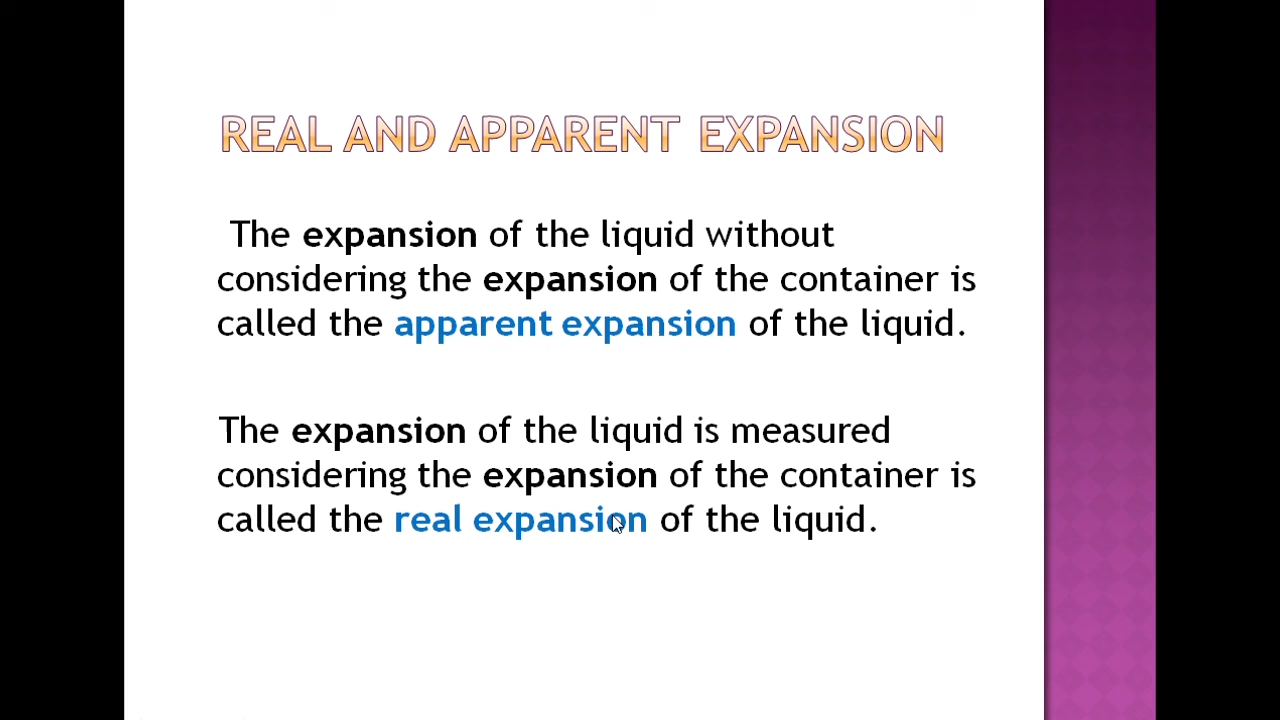 REAL AND APPARENT EXPANSION
The expansion of the liquid without
considering the expansion of the container is
called the apparent expansion of the liquid.
The expansion of the liquid is measured
considering the expansion of the container is
called the real expansion of the liquid.